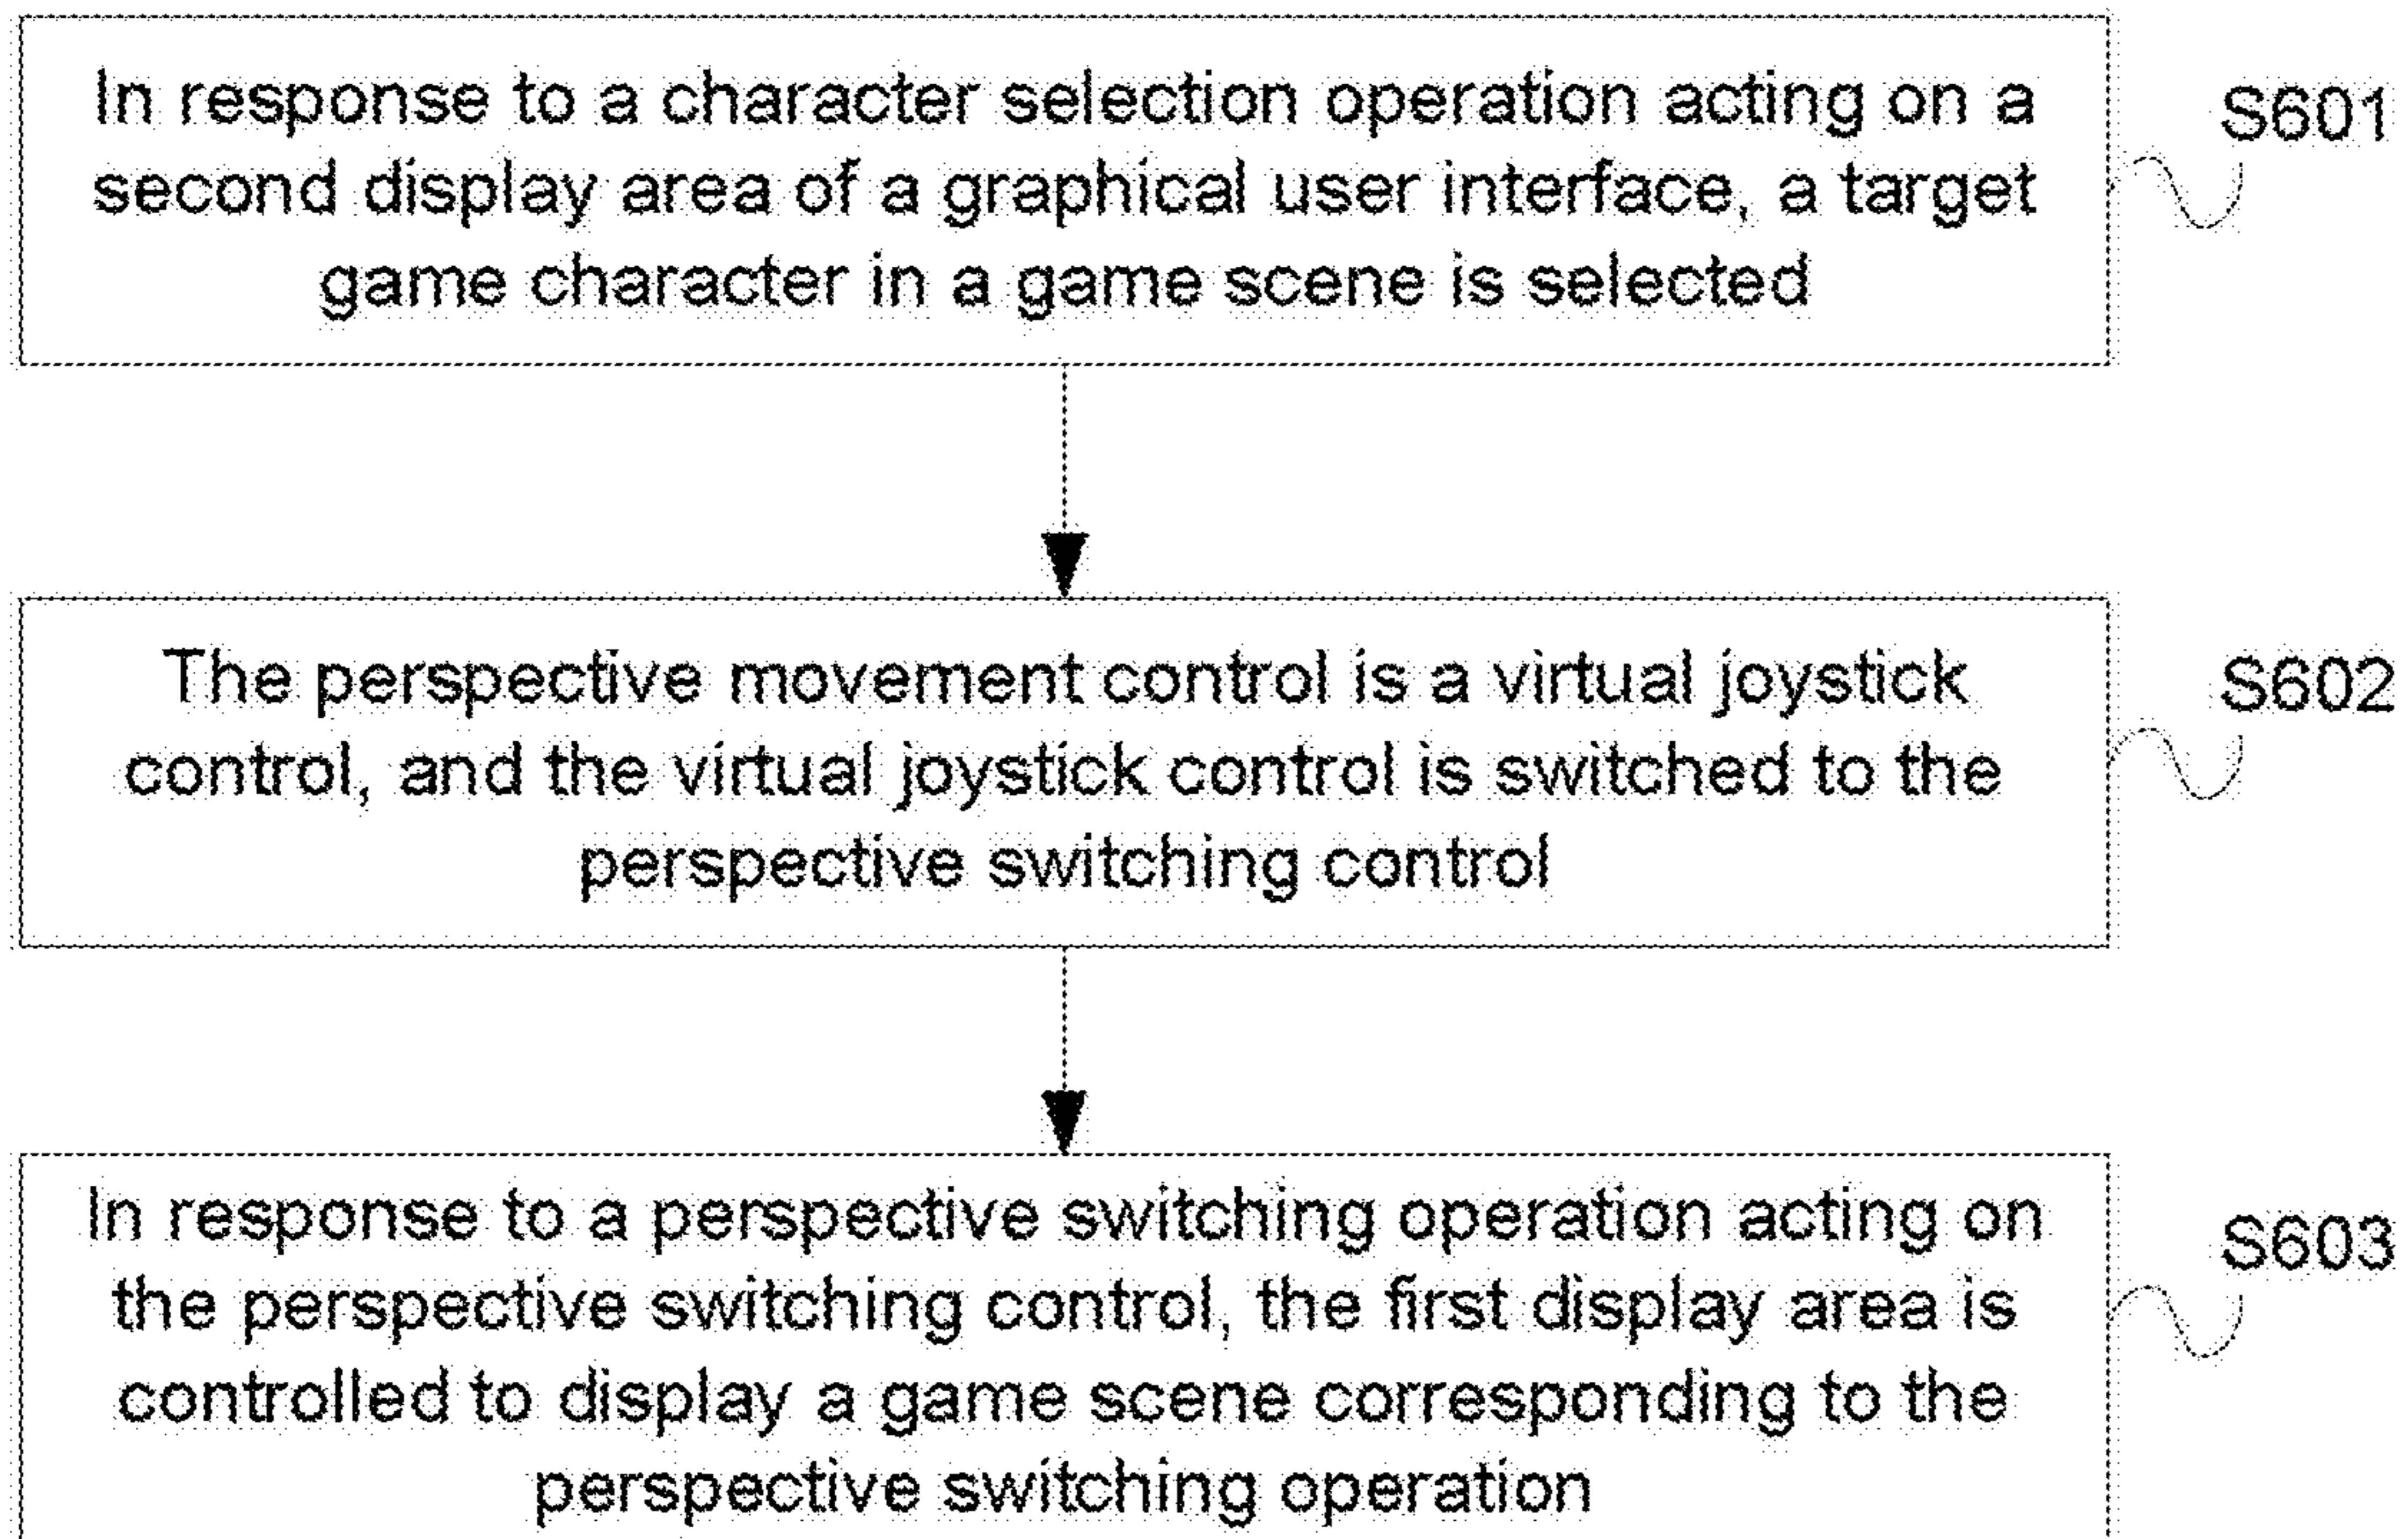 In response to a character selection operation acting on a
second display area of a graphical user interface, a target
game character in a game scene is selected
S601
The perspective movement control is a virtual joystick
control, and the virtual joystick control is switched to the
perspective switching control
S602
In response to a perspective switching operation acting on
the perspective switching control, the first display area is
controlled to display a game scene corresponding to the
perspective switching operation
S603